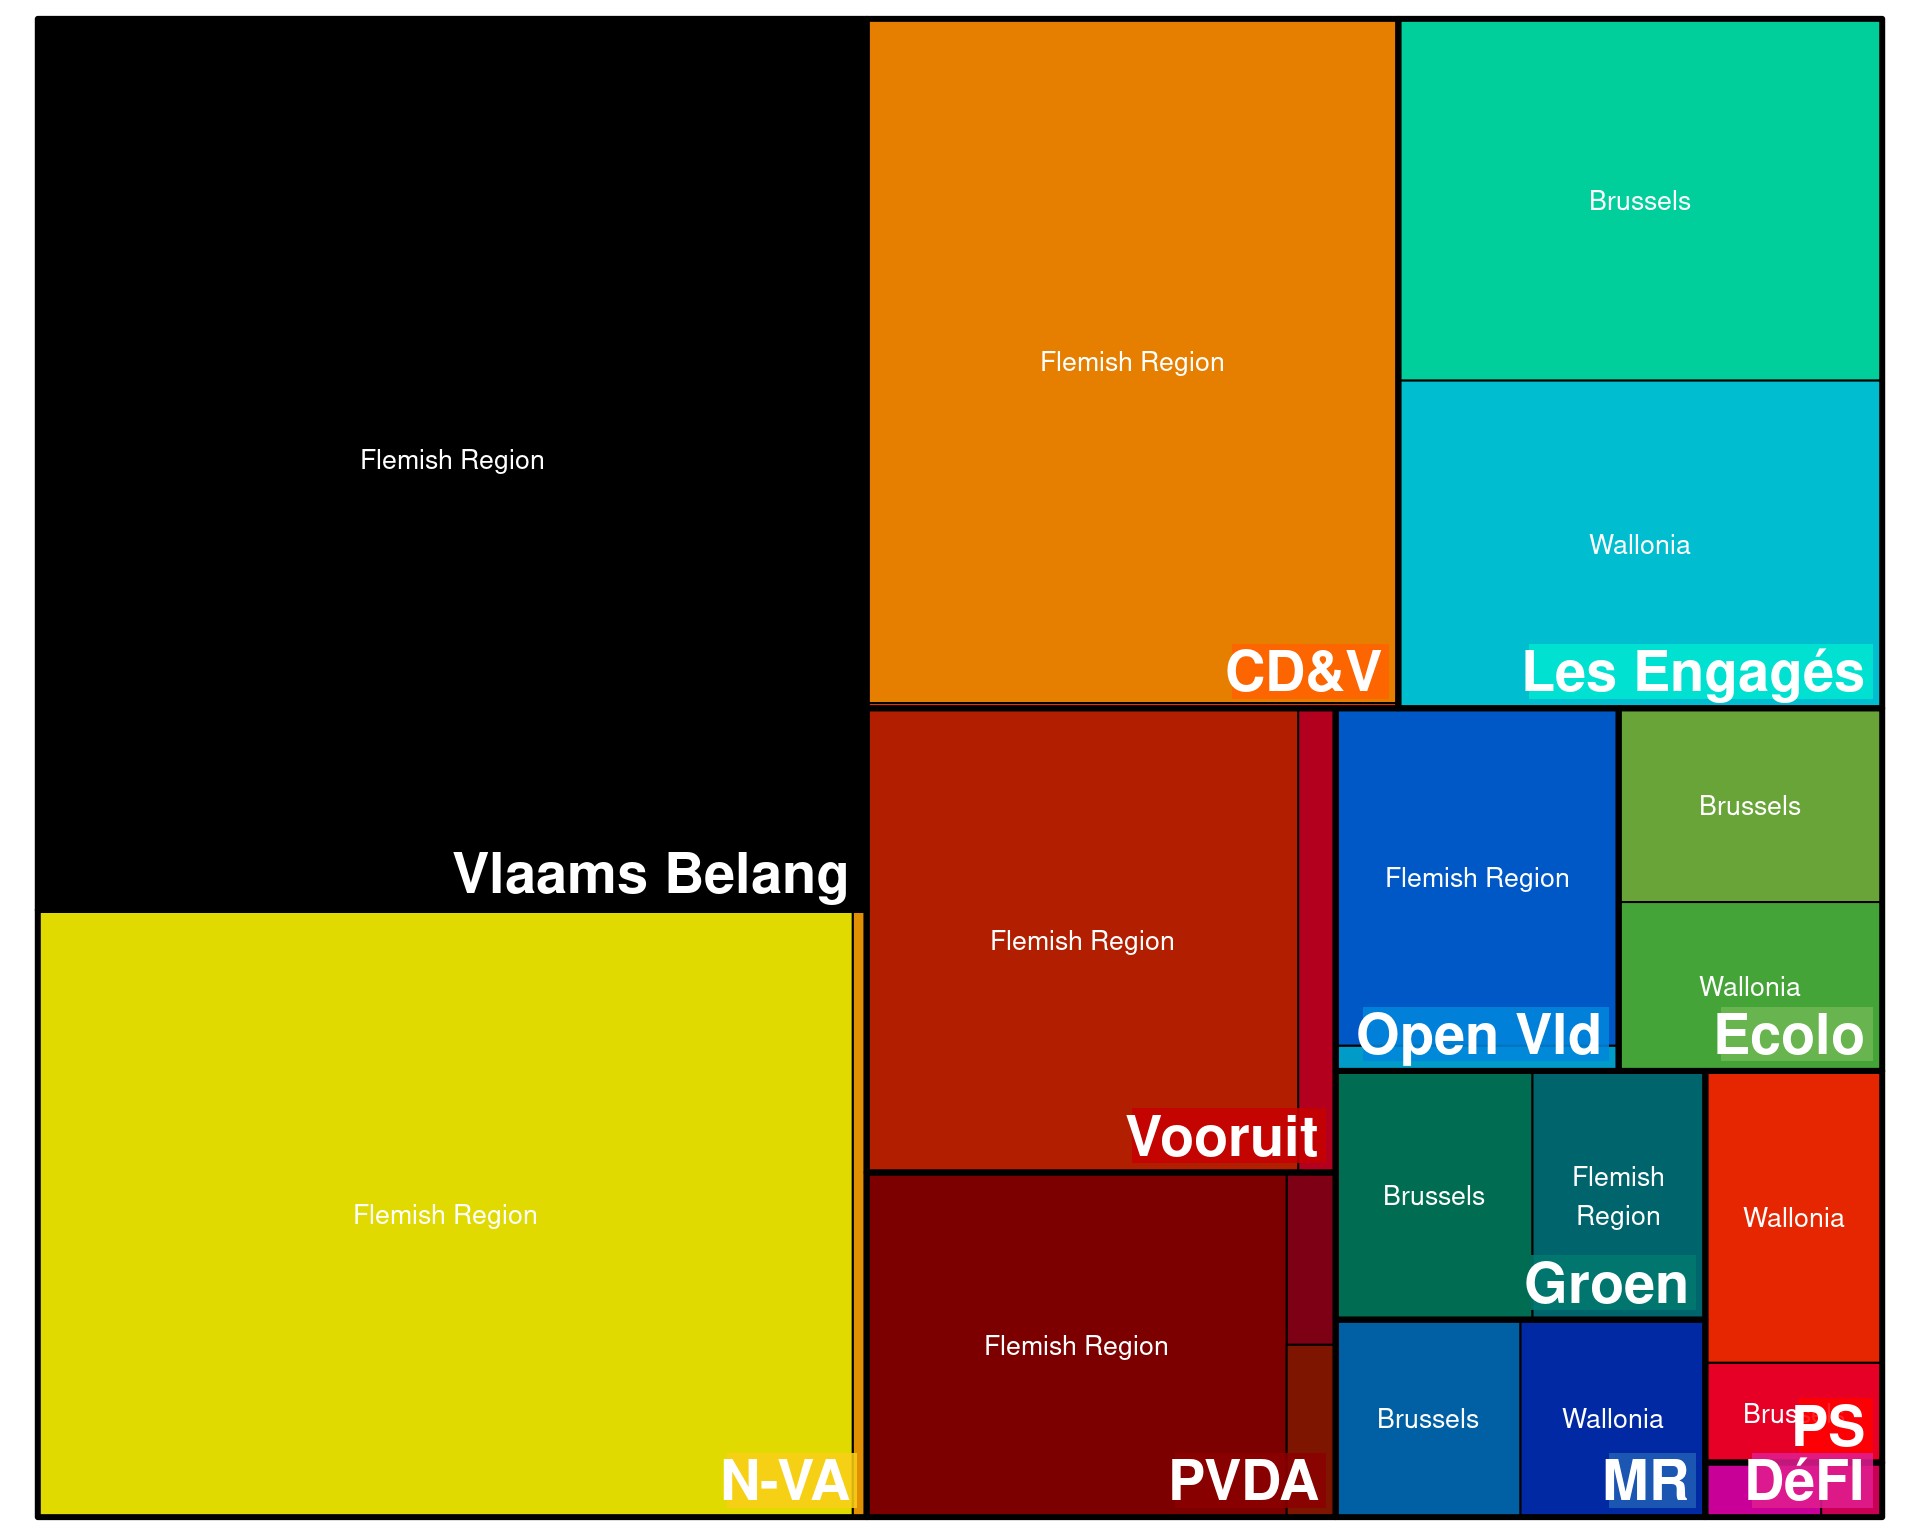 Flemish Region
Vlaams Belang
Flemish Region
N-VA
Flemish Region
CD&V
Brussels
Wallonia
Les Engagés
Flemish Region
Vooruit
Flemish Region
PVDA
Flemish Region
Open Vld
Brussels
Wallonia
Ecolo
Brussels
Flemish
Region
Groen
Brussels
Wallonia
MR
Wallonia
Brussels
PS
DéFI